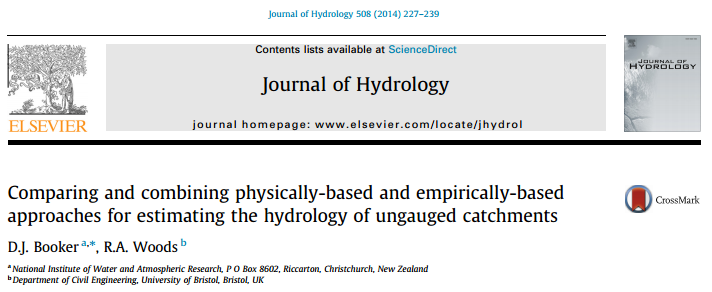 Journal of Hydrology 508 (2014) 227–239
Contents lists available at ScienceDirect
Journal of Hydrology
journal homepage: www.elsevier.com/locate/jhydrol
ELSEVIER
JOURNAL OF
HYDROLOGY
Comparing and combining physically-based and empirically-based
approaches for estimating the hydrology of ungauged catchments
CrossMark
D.J. Booker a,*, R.A. Woods b
a National Institute of Water and Atmospheric Research, P O Box 8602, Riccarton, Christchurch, New Zealand
b Department of Civil Engineering, University of Bristol, Bristol, UK